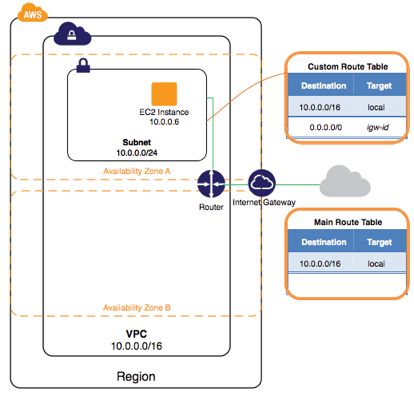 AWS
Custom Route Table
Destination Target
10.0.0.0/16 local
0.0.0.0/0 igw-id
EC2 Instance
10.0.0.6
Subnet
10.0.0.0/24
Availability Zone A
Router
Internet Gateway
Main Route Table
Destination Target
10.0.0.0/16 local
Availability Zone B
VPC
10.0.0.0/16
Region